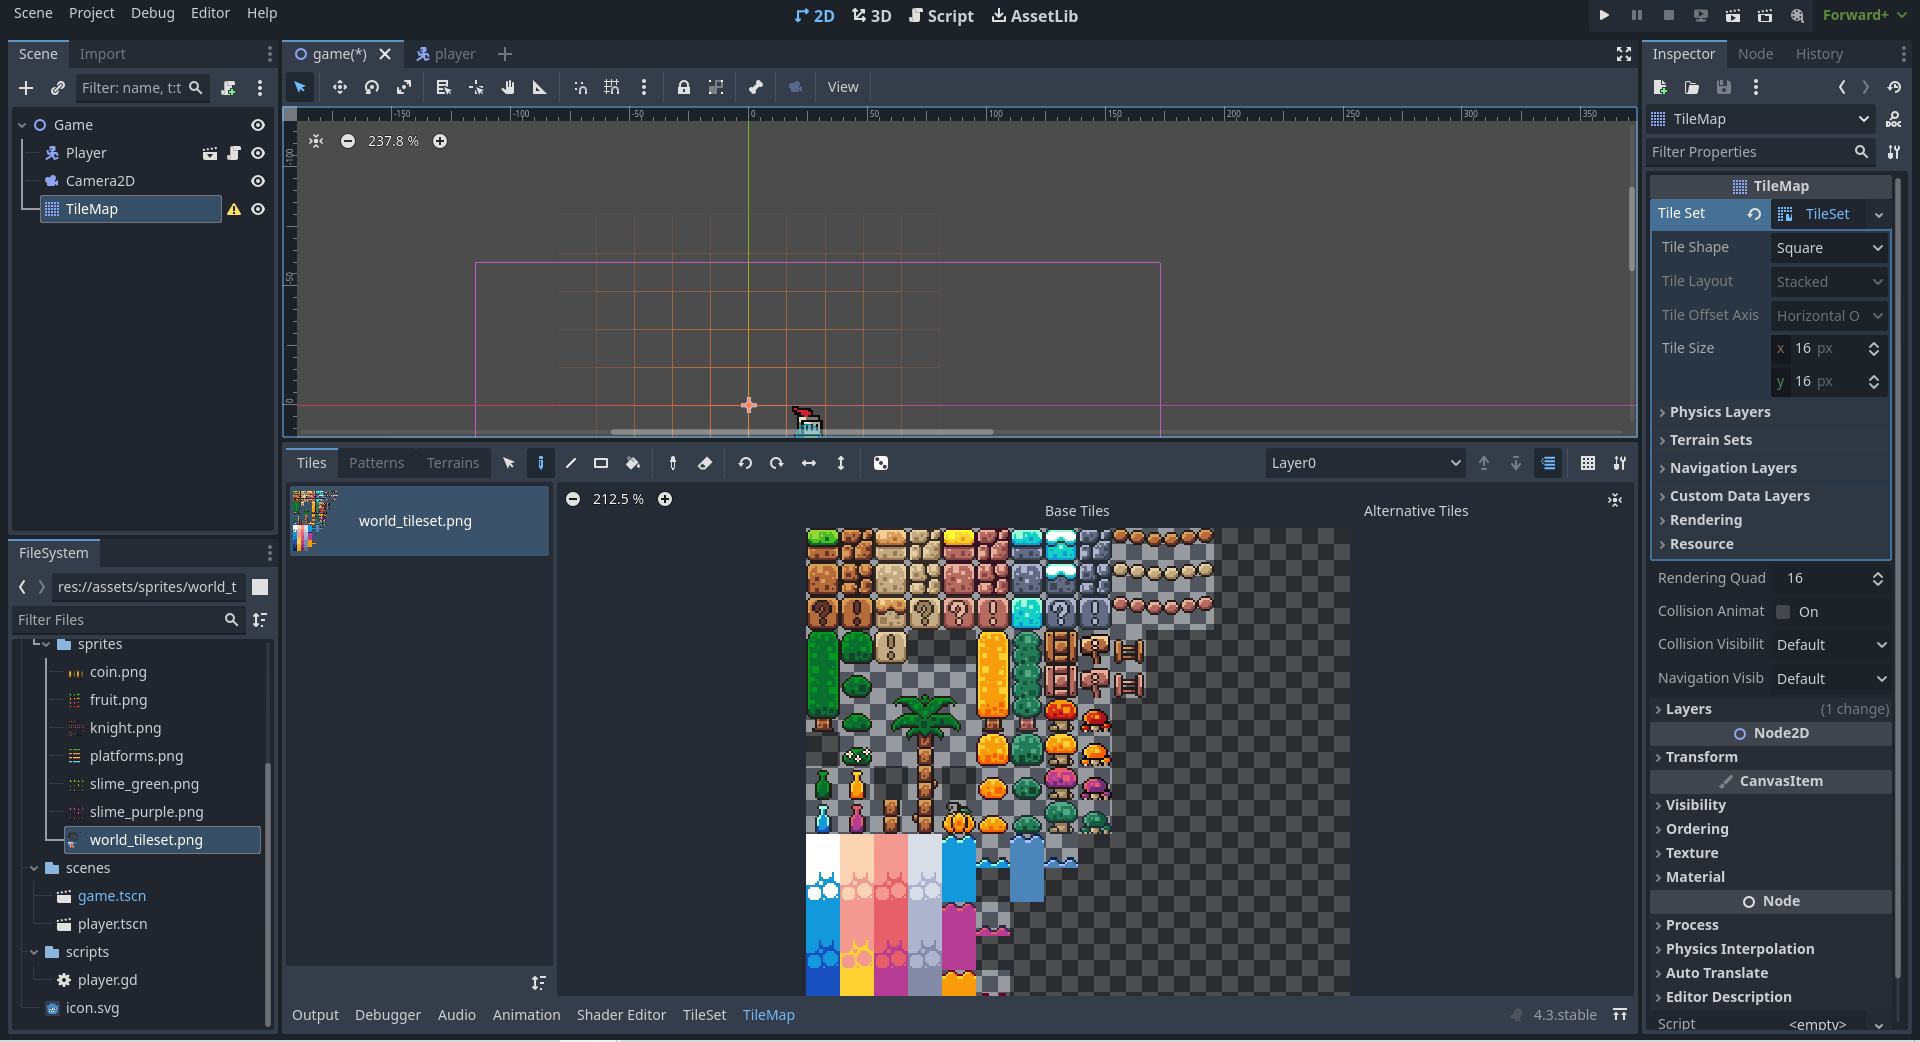 Scene Project Debug Editor Help
2D 3D Script AssetLib
Forward+
Scene Import
game(*) player
Inspector Node History
Filter: name, t:t
View
Game
Player
Camera2D
TileMap
-150 -100 -50 0 50 100 150 200 250 300 350
-100
-50
0
237.8 %
TileMap
Filter Properties
TileMap
Tile Set TileSet
Tile Shape Square
Tile Layout Stacked
Tile Offset Axis Horizontal O
Tile Size x 16 px
y 16 px
Physics Layers
Terrain Sets
Navigation Layers
Custom Data Layers
Rendering
Resource
Rendering Quad 16
Collision Animat On
Collision Visibilit Default
Navigation Visib Default
Layers (1 change)
Node2D
Transform
CanvasItem
Visibility
Ordering
Texture
Material
Node
Process
Physics Interpolation
Auto Translate
Editor Description
Script <empty>
Tiles Patterns Terrains
Layer0
world_tileset.png
212.5 %
Base Tiles
Alternative Tiles
FileSystem
res://assets/sprites/world_t
Filter Files
sprites
coin.png
fruit.png
knight.png
platforms.png
slime_green.png
slime_purple.png
world_tileset.png
scenes
game.tscn
player.tscn
scripts
player.gd
icon.svg
Output Debugger Audio Animation Shader Editor TileSet TileMap
4.3.stable